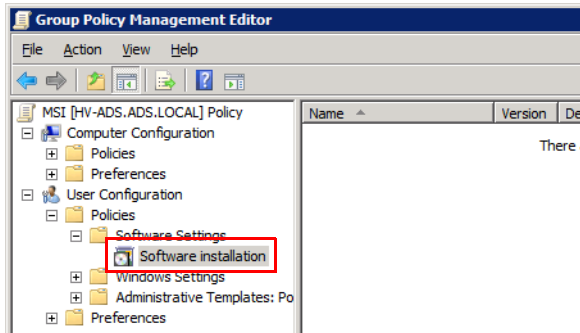 Group Policy Management Editor
File Action View Help
MSI [HV-ADS.ADS.LOCAL] Policy
Computer Configuration
Policies
Preferences
User Configuration
Policies
Software Settings
Software installation
Windows Settings
Administrative Templates: Po
Preferences
Name Version De
There